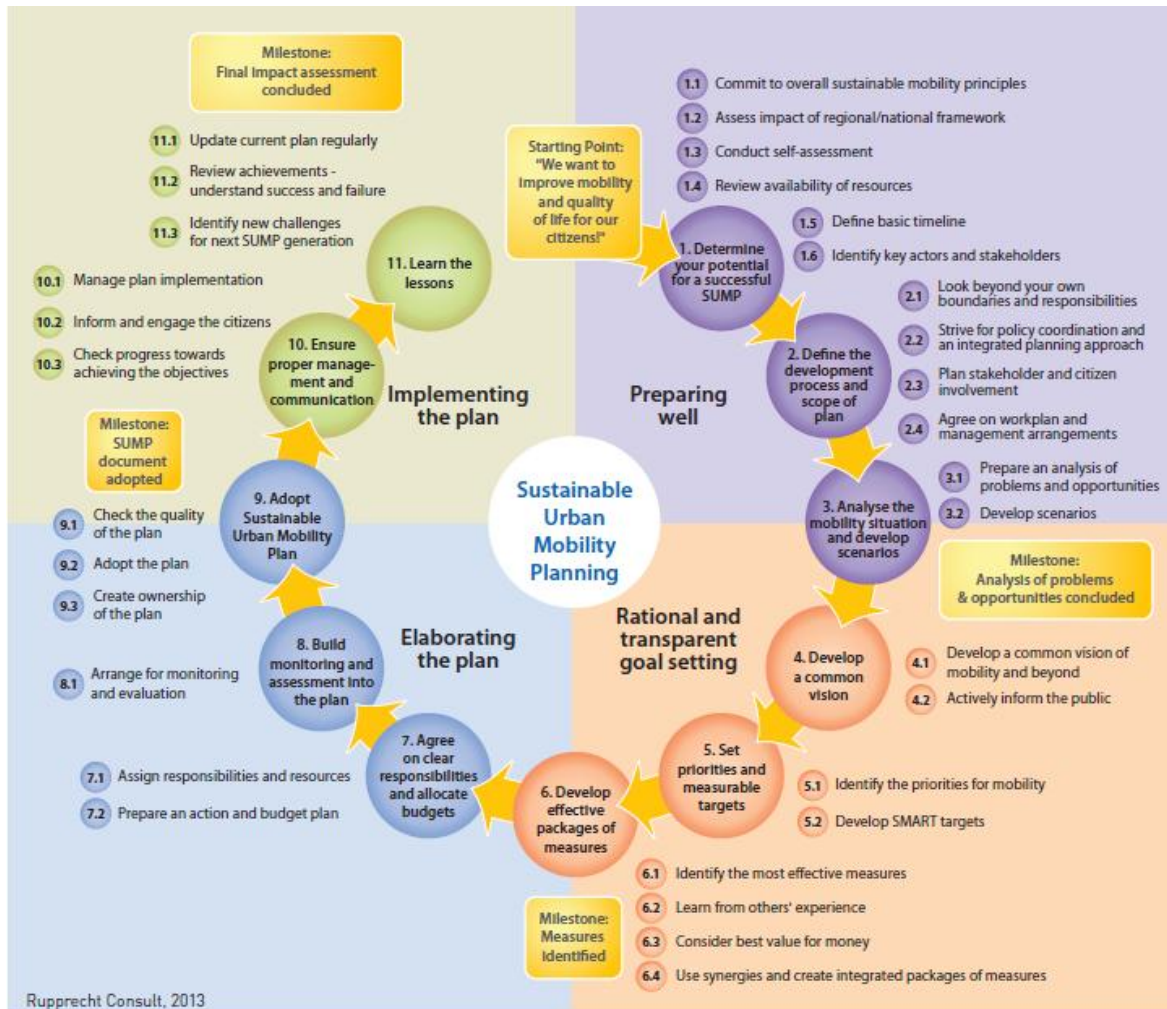 Starting Point:
"We want to
improve mobility
and quality
of life for our
citizens!"
1.1 Commit to overall sustainable mobility principles
1.2 Assess impact of regional/national framework
1.3 Conduct self-assessment
1.4 Review availability of resources
1.5 Define basic timeline
1.6 Identify key actors and stakeholders
1. Determine
your potential
for a successful
SUMP
2.1 Look beyond your own
boundaries and responsibilities
2.2 Strive for policy coordination and
an integrated planning approach
2.3 Plan stakeholder and citizen
involvement
2.4 Agree on workplan and
management arrangements
2. Define the
development
process and
scope of
plan
Preparing
well
3.1 Prepare an analysis of
problems and opportunities
3.2 Develop scenarios
3. Analyse the
mobility situation
and develop
scenarios
Milestone:
Analysis of problems
& opportunities concluded
Sustainable
Urban
Mobility
Planning
Rational and
transparent
goal setting
4. Develop
a common
vision
4.1 Develop a common vision of
mobility and beyond
4.2 Actively inform the public
5. Set
priorities and
measurable
targets
5.1 Identify the priorities for mobility
5.2 Develop SMART targets
6. Develop
effective
packages of
measures
6.1 Identify the most effective measures
6.2 Learn from others' experience
6.3 Consider best value for money
6.4 Use synergies and create integrated packages of measures
Milestone:
Measures
identified
Elaborating
the plan
7. Agree
on clear
responsibilities
and allocate
budgets
7.1 Assign responsibilities and resources
7.2 Prepare an action and budget plan
8. Build
monitoring and
assessment into
the plan
8.1 Arrange for monitoring
and evaluation
9. Adopt
Sustainable
Urban Mobility
Plan
9.1 Check the quality
of the plan
9.2 Adopt the plan
9.3 Create ownership
of the plan
Milestone:
SUMP
document
adopted
Implementing
the plan
10. Ensure
proper manage-
ment and
communication
10.1 Manage plan implementation
10.2 Inform and engage the citizens
10.3 Check progress towards
achieving the objectives
11. Learn the
lessons
11.1 Update current plan regularly
11.2 Review achievements -
understand success and failure
11.3 Identify new challenges
for next SUMP generation
Milestone:
Final impact assessment
concluded
Rupprecht Consult, 2013